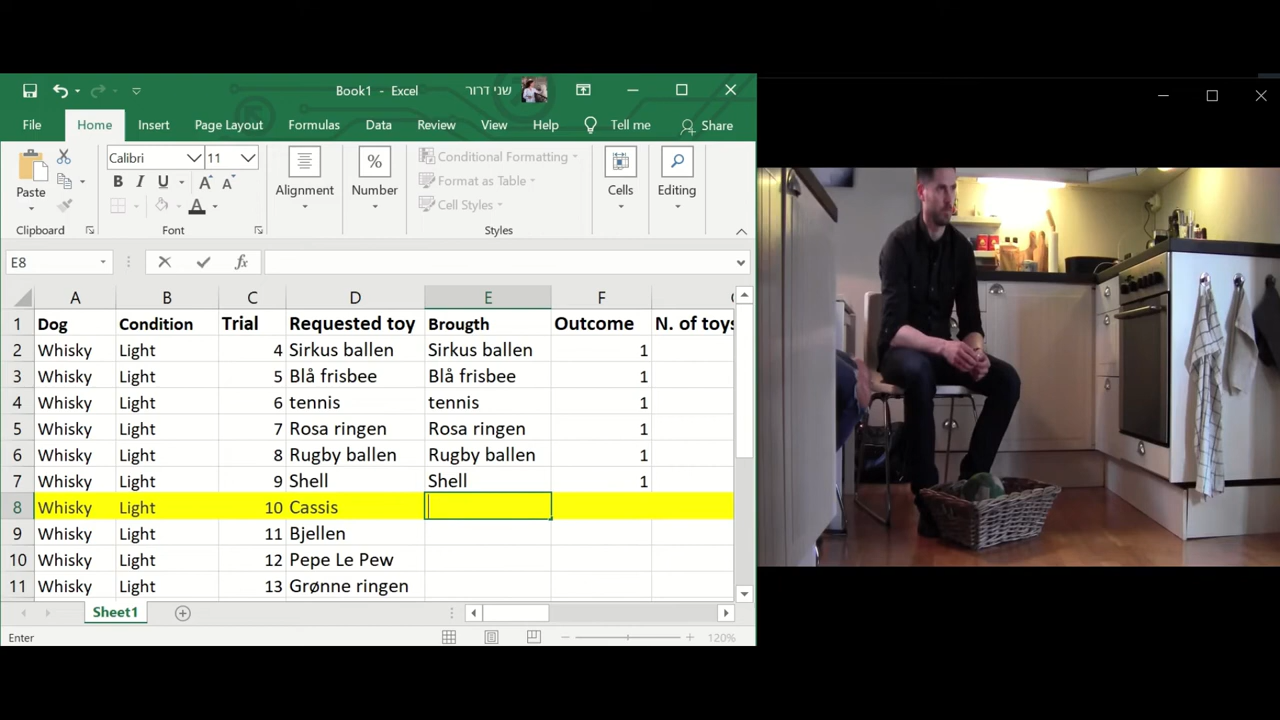 Book1 - Excel שני דרור
File Home Insert Page Layout Formulas Data Review View Help Tell me Share
Paste Calibri 11 Alignment % Number Conditional Formatting Cells Editing
B I U A A Format as Table
A Cell Styles
Clipboard Font Styles
E8 fx
A B C D E F
1 Dog Condition Trial Requested toy Brougth Outcome N. of toys
2 Whisky Light 4 Sirkus ballen Sirkus ballen 1
3 Whisky Light 5 Blå frisbee Blå frisbee 1
4 Whisky Light 6 tennis tennis 1
5 Whisky Light 7 Rosa ringen Rosa ringen 1
6 Whisky Light 8 Rugby ballen Rugby ballen 1
7 Whisky Light 9 Shell Shell 1
8 Whisky Light 10 Cassis
9 Whisky Light 11 Bjellen
10 Whisky Light 12 Pepe Le Pew
11 Whisky Light 13 Grønne ringen
Sheet1
Enter 120%